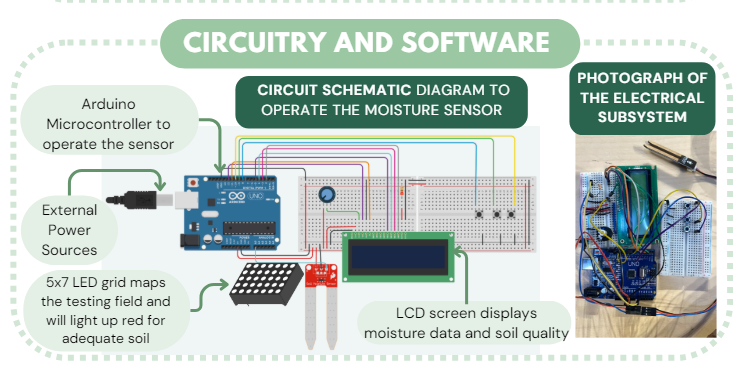 CIRCUITRY AND SOFTWARE
CIRCUIT SCHEMATIC DIAGRAM TO
OPERATE THE MOISTURE SENSOR
PHOTOGRAPH OF
THE ELECTRICAL
SUBSYSTEM
Arduino
Microcontroller to
operate the sensor
External
Power
Sources
5x7 LED grid maps
the testing field and
will light up red for
adequate soil
LCD screen displays
moisture data and soil quality
UNO
UNO